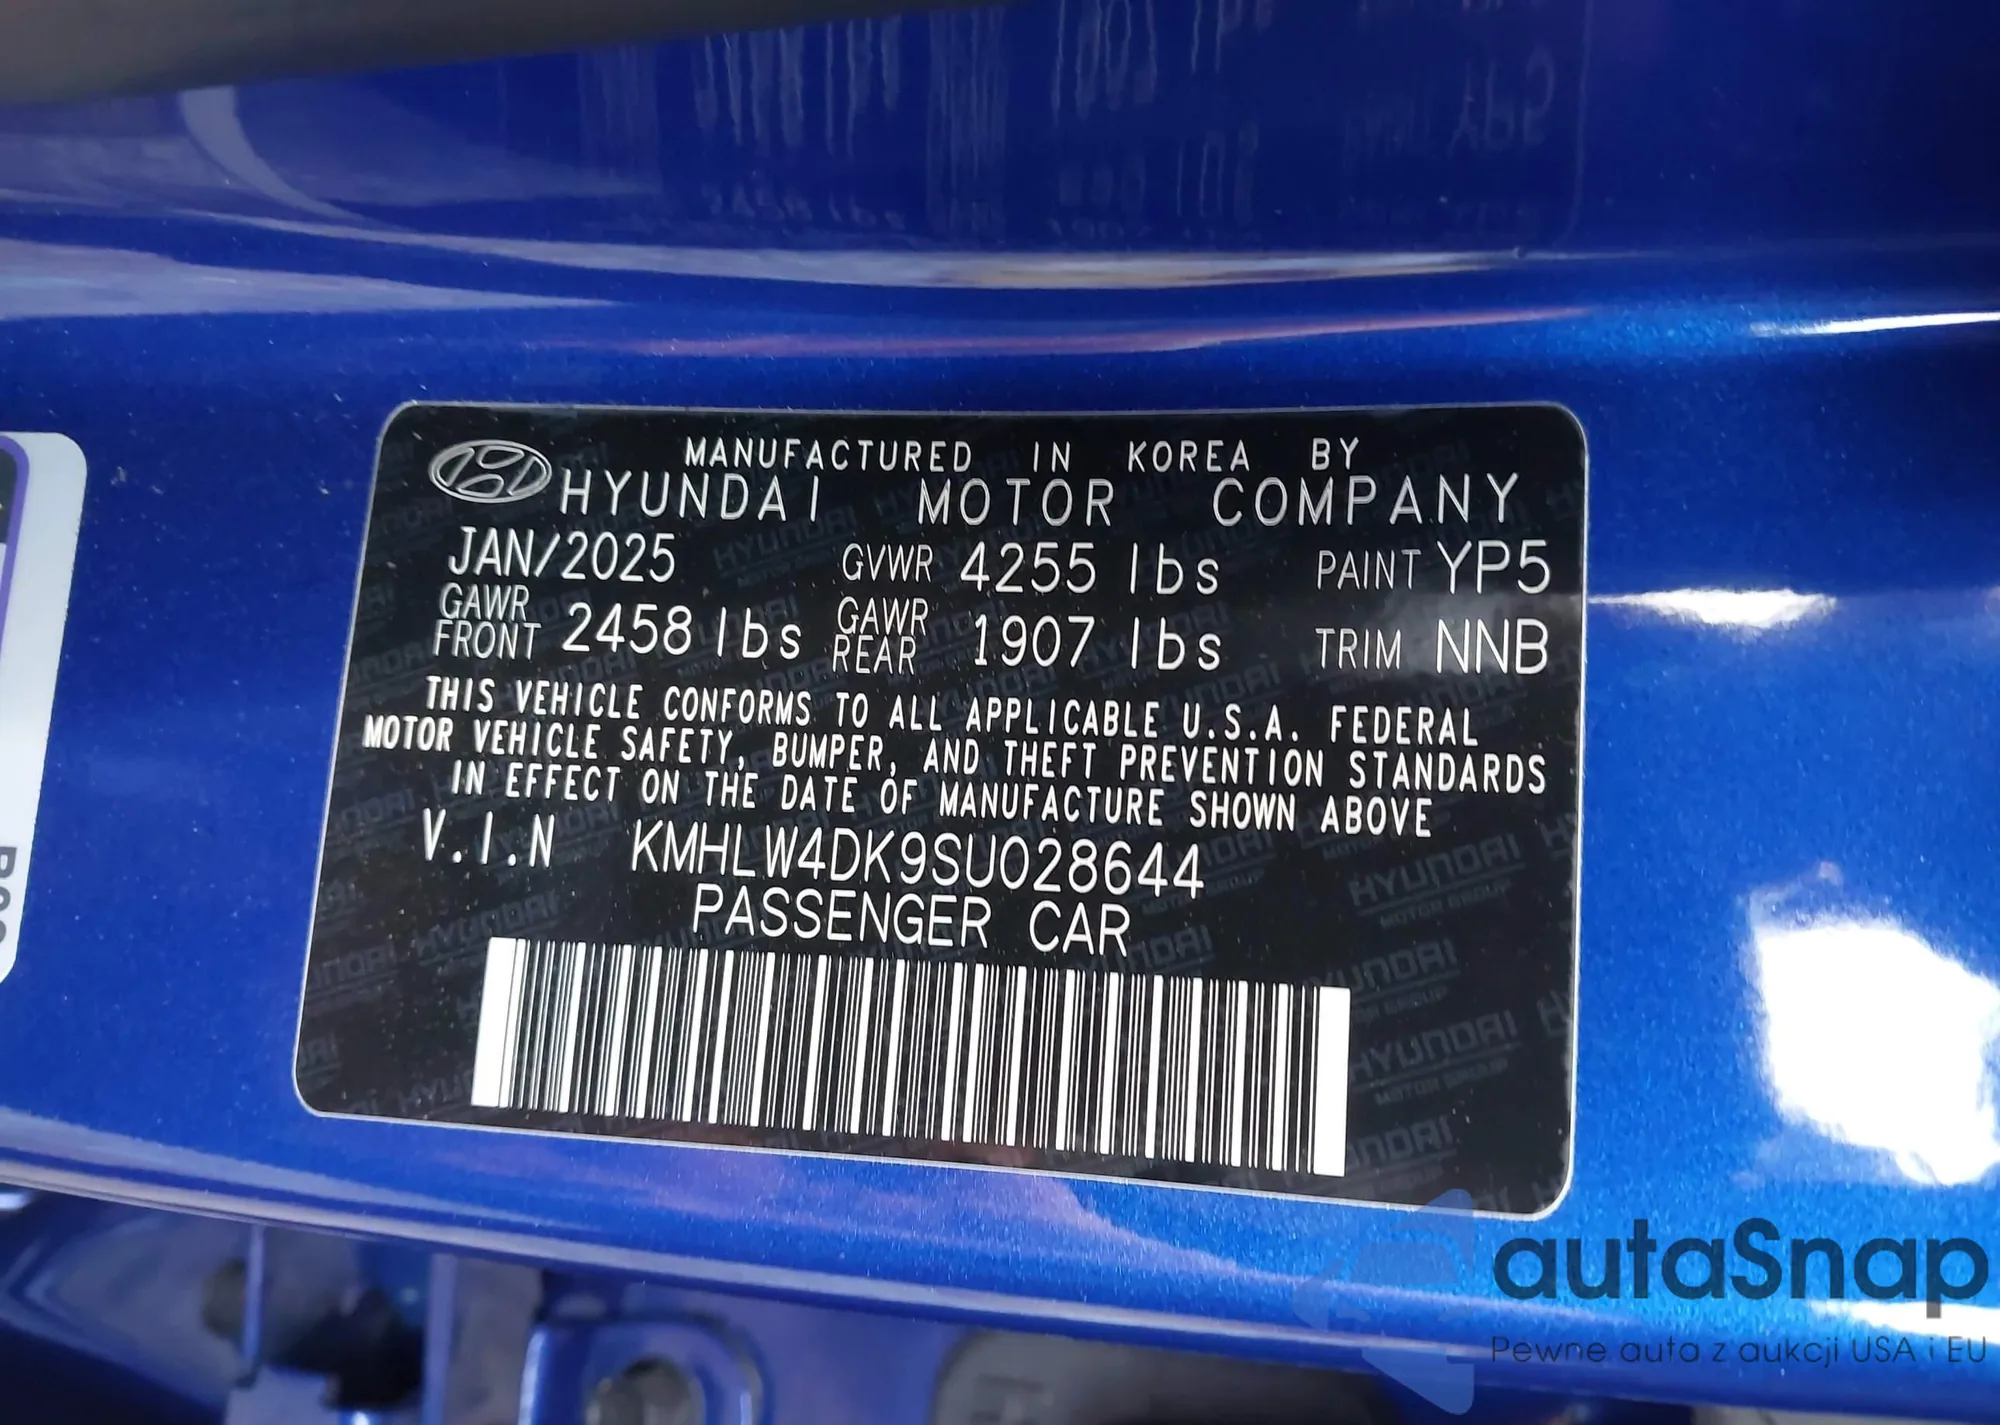 MANUFACTURED IN KOREA BY
HYUNDAI MOTOR COMPANY
JAN/2025 GVWR 4255 lbs PAINT YP5
GAWR FRONT 2458 lbs GAWR REAR 1907 lbs TRIM NNB
THIS VEHICLE CONFORMS TO ALL APPLICABLE U.S.A. FEDERAL
MOTOR VEHICLE SAFETY, BUMPER, AND THEFT PREVENTION STANDARDS
IN EFFECT ON THE DATE OF MANUFACTURE SHOWN ABOVE
V.I.N KMHLW4DK9SU028644
PASSENGER CAR
autaSnap
Pewne auta z aukcji USA i EU